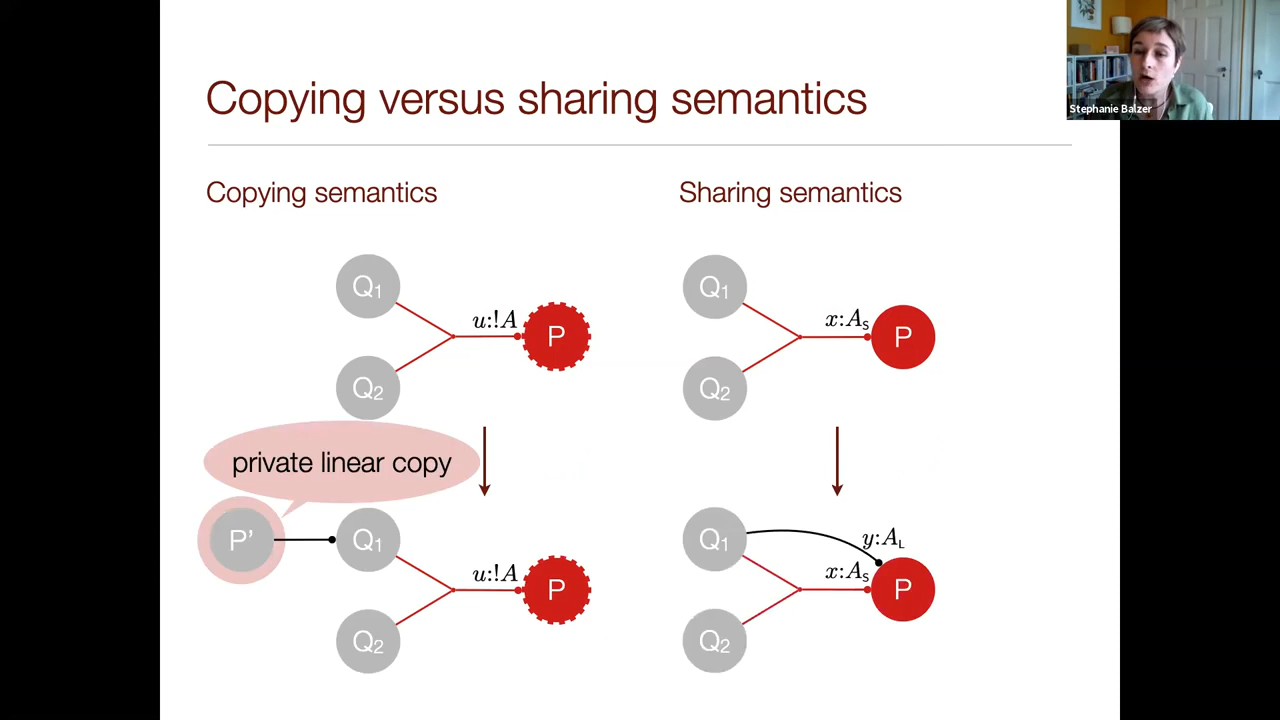 Stephanie Balzer
Copying versus sharing semantics
Copying semantics
Q₁
u:!A
P
Q₂
private linear copy
P'
Q₁
u:!A
P
Q₂
Sharing semantics
Q₁
x:Aₛ
P
Q₂
Q₁
y:A_L
x:Aₛ
P
Q₂